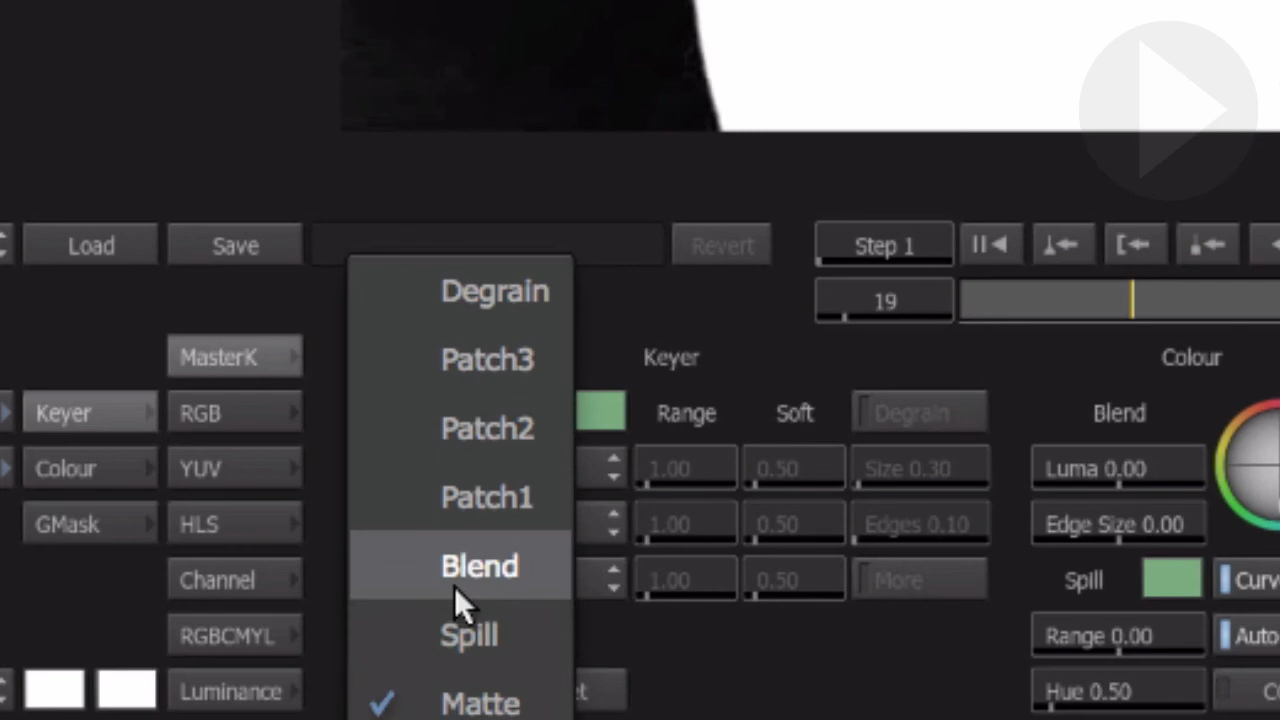 Load Save Revert Step 1
19
Degrain
MasterK Patch3 Keyer Colour
Keyer RGB Patch2 Range Soft Degrain Blend
Colour YUV 1.00 0.50 Size 0.30 Luma 0.00
Patch1
GMask HLS 1.00 0.50 Edges 0.10 Edge Size 0.00
Channel Blend 1.00 0.50 More Spill
RGBCMYL Spill Range 0.00 Auto
Luminance Matte Hue 0.50